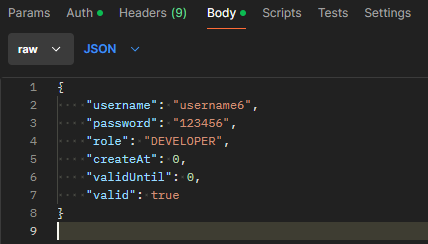 Params Auth Headers (9) Body Scripts Tests Settings
raw JSON
1 {
2 "username": "username6",
3 "password": "123456",
4 "role": "DEVELOPER",
5 "createAt": 0,
6 "validUntil": 0,
7 "valid": true
8 }
9